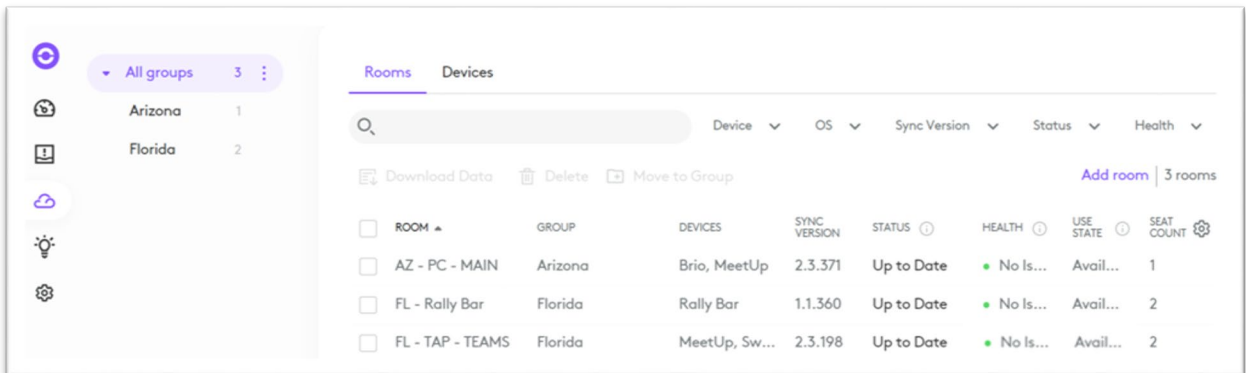 All groups 3
Arizona 1
Florida 2
Rooms Devices
Device OS Sync Version Status Health
Download Data Delete Move to Group Add room | 3 rooms
ROOM GROUP DEVICES SYNC VERSION STATUS HEALTH USE STATE SEAT COUNT
AZ - PC - MAIN Arizona Brio, MeetUp 2.3.371 Up to Date No Is... Avail... 1
FL - Rally Bar Florida Rally Bar 1.1.360 Up to Date No Is... Avail... 2
FL - TAP - TEAMS Florida MeetUp, Sw... 2.3.198 Up to Date No Is... Avail... 2